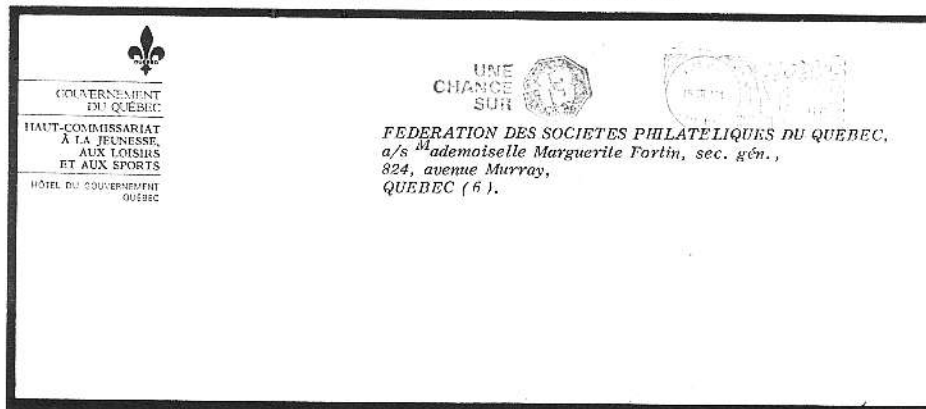 QUÉBEC
GOUVERNEMENT
DU QUÉBEC
HAUT-COMMISSARIAT
À LA JEUNESSE,
AUX LOISIRS
ET AUX SPORTS
HÔTEL DU GOUVERNEMENT
QUÉBEC
UNE
CHANCE
SUR
FEDERATION DES SOCIETES PHILATELIQUES DU QUEBEC,
a/s Mademoiselle Marguerite Fortin, sec. gén.,
824, avenue Murray,
QUEBEC (6).